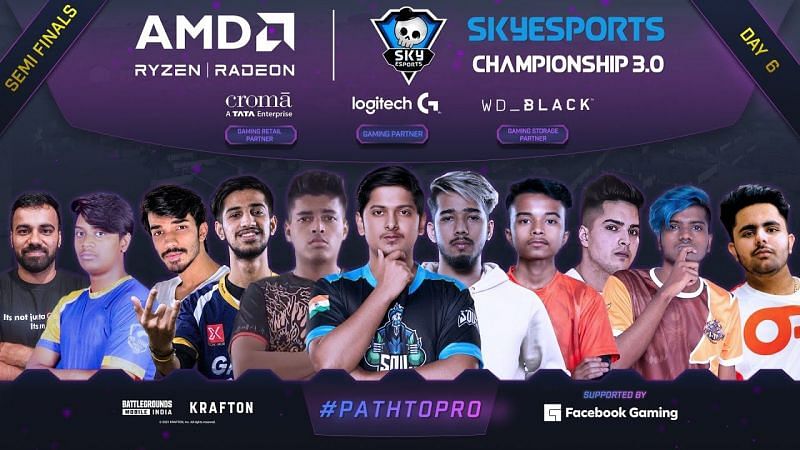 SEMI FINALS
AMD
RYZEN | RADEON
SKY
ESPORTS
SKYESPORTS
CHAMPIONSHIP 3.0
DAY 6
cromā
A TATA Enterprise
GAMING RETAIL
PARTNER
logitech G
GAMING PARTNER
WD_BLACK™
GAMING STORAGE
PARTNER
Its not just a
Its m
SOUL
SOUL
BATTLEGROUNDS
MOBILE INDIA
KRAFTON
© 2021 KRAFTON, Inc. All rights reserved.
#PATHTOPRO
SUPPORTED BY
Facebook Gaming